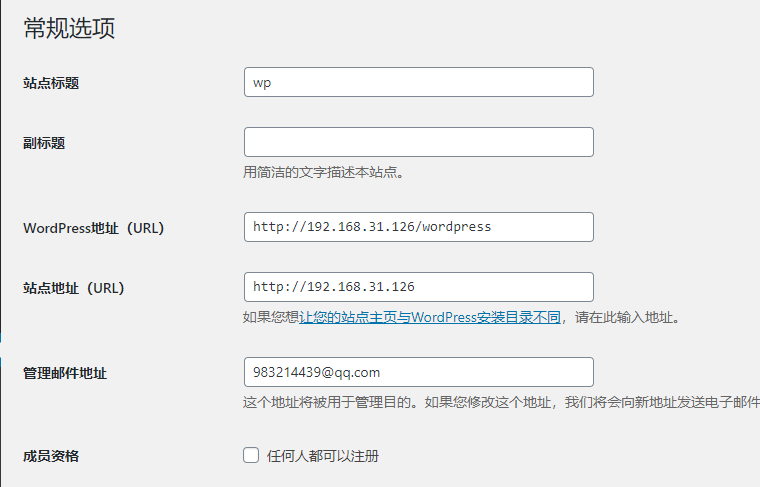 常规选项
站点标题
wp
副标题
用简洁的文字描述本站点。
WordPress地址（URL）
http://192.168.31.126/wordpress
站点地址（URL）
http://192.168.31.126
如果您想让您的站点主页与WordPress安装目录不同，请在此输入地址。
管理邮件地址
983214439@qq.com
这个地址将被用于管理目的。如果您修改这个地址，我们将会向新地址发送电子邮件
成员资格
任何人都可以注册